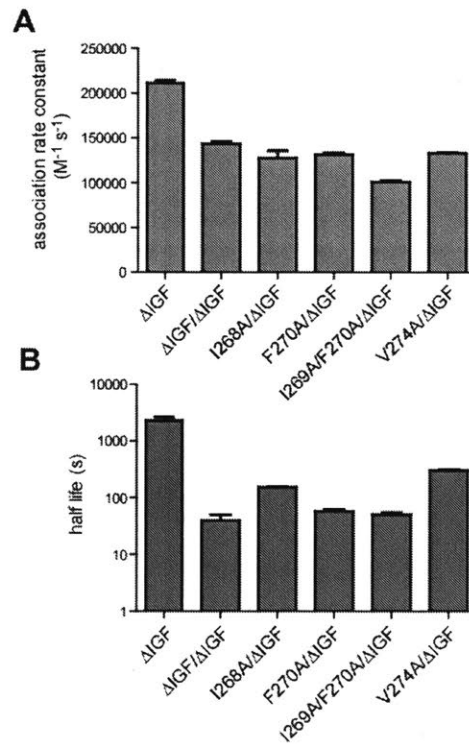 A
association rate constant
(M-1 s-1)
250000
200000
150000
100000
50000
0
ΔIGF
ΔIGF/ΔIGF
I268A/ΔIGF
F270A/ΔIGF
I269A/F270A/ΔIGF
V274A/ΔIGF
B
half life (s)
10000
1000
100
10
1
ΔIGF
ΔIGF/ΔIGF
I268A/ΔIGF
F270A/ΔIGF
I269A/F270A/ΔIGF
V274A/ΔIGF